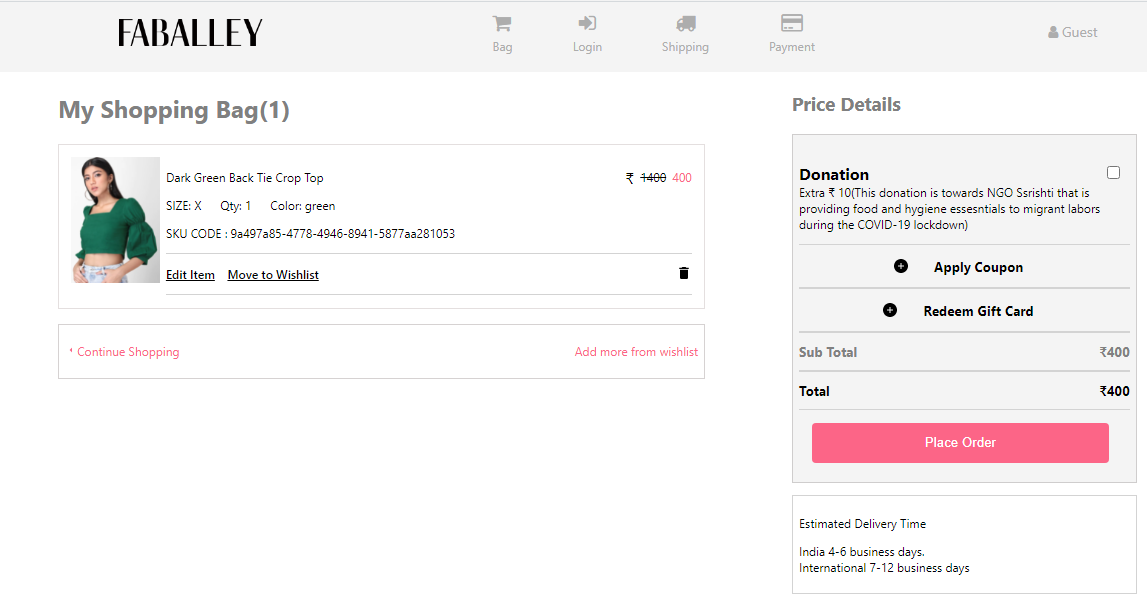 FABALLEY
Bag
Login
Shipping
Payment
Guest
My Shopping Bag(1)
Dark Green Back Tie Crop Top
₹ 1400 400
SIZE: X Qty: 1 Color: green
SKU CODE : 9a497a85-4778-4946-8941-5877aa281053
Edit Item Move to Wishlist
Continue Shopping
Add more from wishlist
Price Details
Donation
Extra ₹ 10(This donation is towards NGO Ssrishti that is
providing food and hygiene essesntials to migrant labors
during the COVID-19 lockdown)
Apply Coupon
Redeem Gift Card
Sub Total ₹400
Total ₹400
Place Order
Estimated Delivery Time
India 4-6 business days.
International 7-12 business days